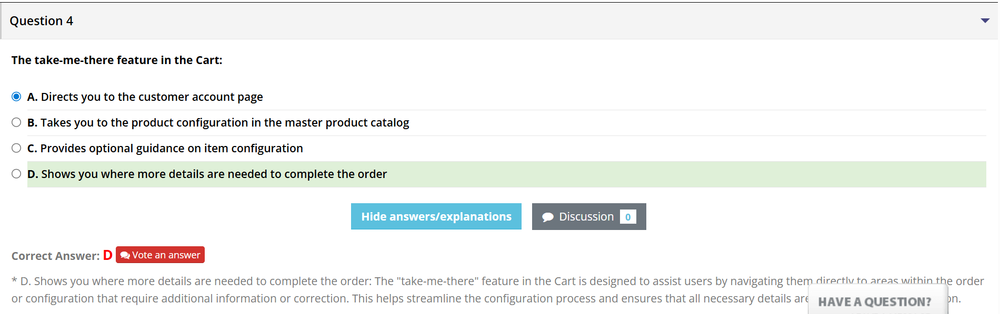 Question 4
The take-me-there feature in the Cart:
A. Directs you to the customer account page
B. Takes you to the product configuration in the master product catalog
C. Provides optional guidance on item configuration
D. Shows you where more details are needed to complete the order
Hide answers/explanations
Discussion 0
Correct Answer: D Vote an answer
* D. Shows you where more details are needed to complete the order: The "take-me-there" feature in the Cart is designed to assist users by navigating them directly to areas within the order
or configuration that require additional information or correction. This helps streamline the configuration process and ensures that all necessary details are
HAVE A QUESTION?